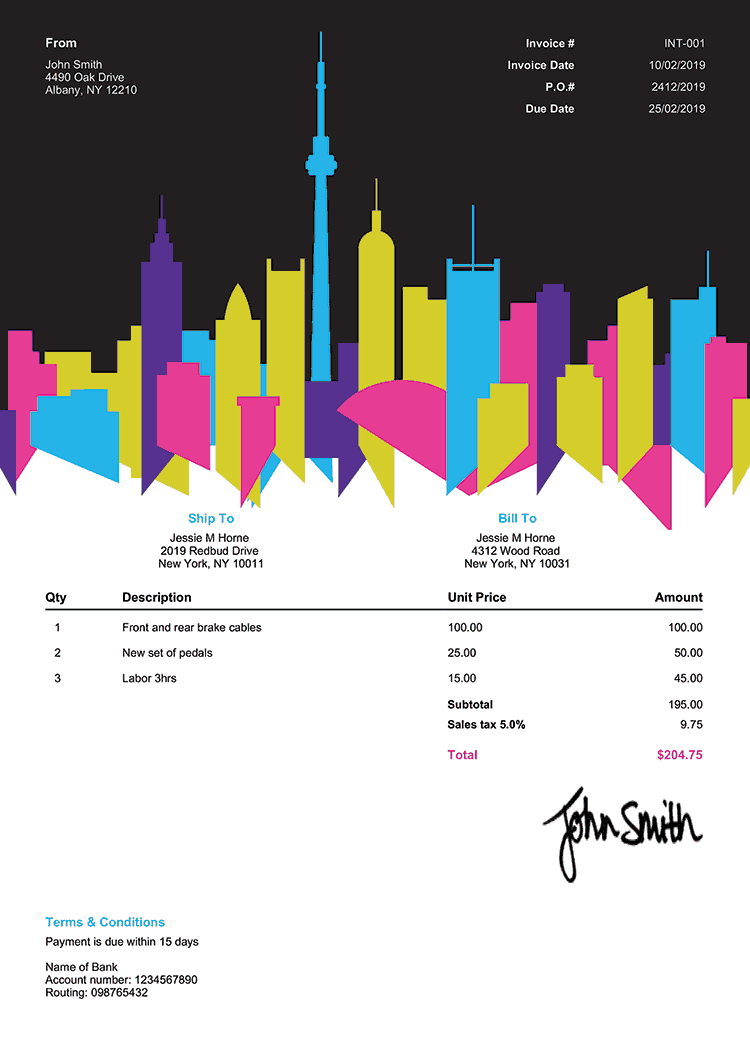 From
John Smith
4490 Oak Drive
Albany, NY 12210
Invoice # INT-001
Invoice Date 10/02/2019
P.O.# 2412/2019
Due Date 25/02/2019
Ship To
Jessie M Horne
2019 Redbud Drive
New York, NY 10011
Bill To
Jessie M Horne
4312 Wood Road
New York, NY 10031
Qty Description Unit Price Amount
1 Front and rear brake cables 100.00 100.00
2 New set of pedals 25.00 50.00
3 Labor 3hrs 15.00 45.00
Subtotal 195.00
Sales tax 5.0% 9.75
Total $204.75
John Smith
Terms & Conditions
Payment is due within 15 days
Name of Bank
Account number: 1234567890
Routing: 098765432